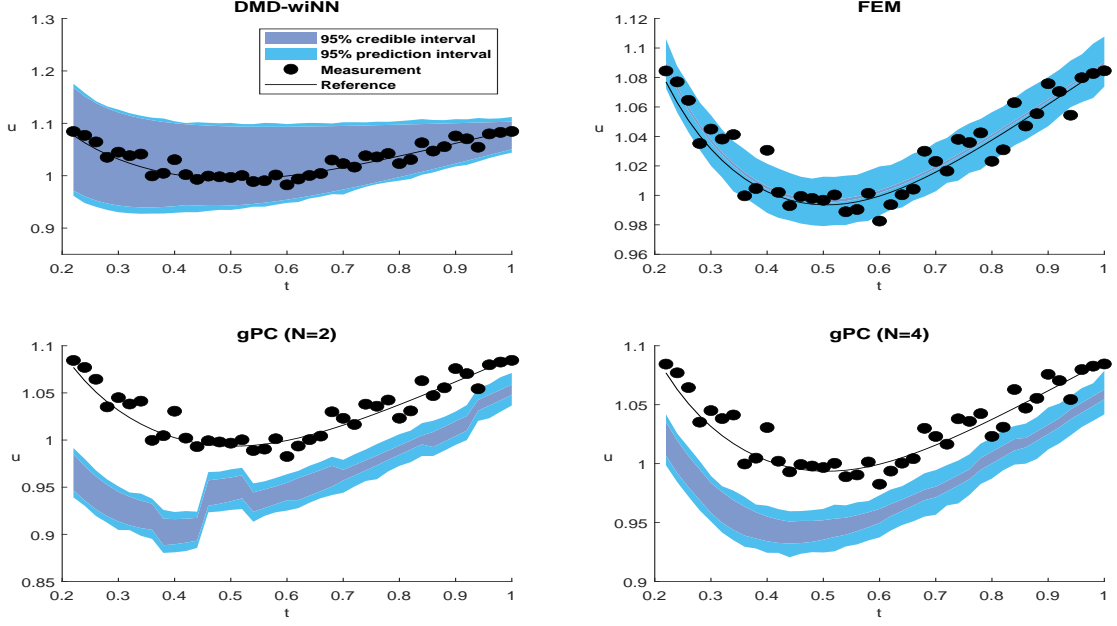 DMD-wiNN
1.3
1.2
1.1
1
0.9
u
0.2 0.3 0.4 0.5 0.6 0.7 0.8 0.9 1
t
95% credible interval
95% prediction interval
Measurement
Reference
FEM
1.12
1.1
1.08
1.06
1.04
1.02
1
0.98
0.96
u
0.2 0.3 0.4 0.5 0.6 0.7 0.8 0.9 1
t
gPC (N=2)
1.1
1.05
1
0.95
0.9
0.85
u
0.2 0.3 0.4 0.5 0.6 0.7 0.8 0.9 1
t
gPC (N=4)
1.1
1.05
1
0.95
0.9
u
0.2 0.3 0.4 0.5 0.6 0.7 0.8 0.9 1
t